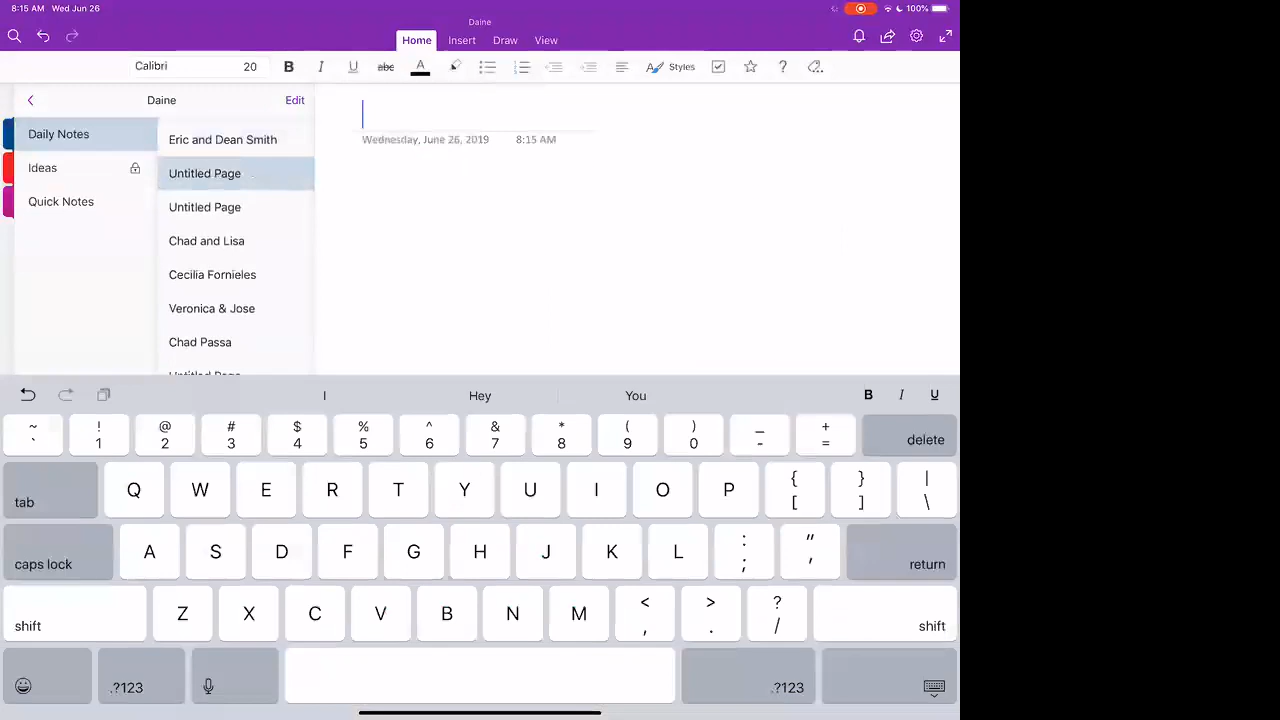 8:15 AM Wed Jun 26
100%
Daine
Home Insert Draw View
Calibri 20 B I U abc A Styles ?
Daine Edit
Daily Notes
Ideas
Quick Notes
Eric and Dean Smith
Untitled Page
Untitled Page
Chad and Lisa
Cecilia Fornieles
Veronica & Jose
Chad Passa
Untitled Page
Wednesday, June 26, 2019 8:15 AM
I Hey You B I U
~ ! @ # $ % ^ & * ( ) _ +
` 1 2 3 4 5 6 7 8 9 0 - = delete
tab Q W E R T Y U I O P { [ } ] | \
caps lock A S D F G H J K L : ; " ' return
shift Z X C V B N M < , > . ? / shift
.?123 .?123